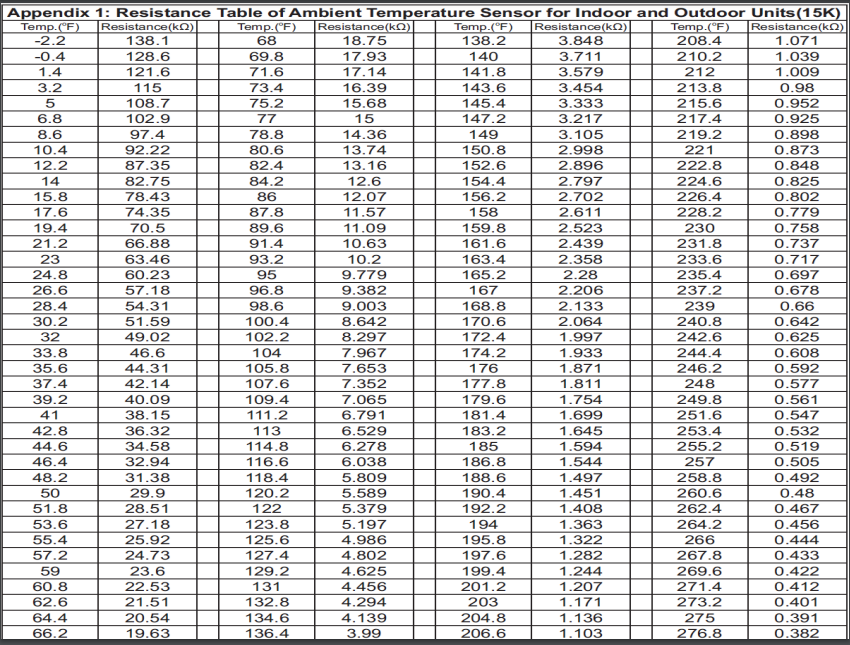 Appendix 1: Resistance Table of Ambient Temperature Sensor for Indoor and Outdoor Units(15K)
Temp.(°F) Resistance(kΩ) Temp.(°F) Resistance(kΩ) Temp.(°F) Resistance(kΩ) Temp.(°F) Resistance(kΩ)
-2.2 138.1 68 18.75 138.2 3.848 208.4 1.071
-0.4 128.6 69.8 17.93 140 3.711 210.2 1.039
1.4 121.6 71.6 17.14 141.8 3.579 212 1.009
3.2 115 73.4 16.39 143.6 3.454 213.8 0.98
5 108.7 75.2 15.68 145.4 3.333 215.6 0.952
6.8 102.9 77 15 147.2 3.217 217.4 0.925
8.6 97.4 78.8 14.36 149 3.105 219.2 0.898
10.4 92.22 80.6 13.74 150.8 2.998 221 0.873
12.2 87.35 82.4 13.16 152.6 2.896 222.8 0.848
14 82.75 84.2 12.6 154.4 2.797 224.6 0.825
15.8 78.43 86 12.07 156.2 2.702 226.4 0.802
17.6 74.35 87.8 11.57 158 2.611 228.2 0.779
19.4 70.5 89.6 11.09 159.8 2.523 230 0.758
21.2 66.88 91.4 10.63 161.6 2.439 231.8 0.737
23 63.46 93.2 10.2 163.4 2.358 233.6 0.717
24.8 60.23 95 9.779 165.2 2.28 235.4 0.697
26.6 57.18 96.8 9.382 167 2.206 237.2 0.678
28.4 54.31 98.6 9.003 168.8 2.133 239 0.66
30.2 51.59 100.4 8.642 170.6 2.064 240.8 0.642
32 49.02 102.2 8.297 172.4 1.997 242.6 0.625
33.8 46.6 104 7.967 174.2 1.933 244.4 0.608
35.6 44.31 105.8 7.653 176 1.871 246.2 0.592
37.4 42.14 107.6 7.352 177.8 1.811 248 0.577
39.2 40.09 109.4 7.065 179.6 1.754 249.8 0.561
41 38.15 111.2 6.791 181.4 1.699 251.6 0.547
42.8 36.32 113 6.529 183.2 1.645 253.4 0.532
44.6 34.58 114.8 6.278 185 1.594 255.2 0.519
46.4 32.94 116.6 6.038 186.8 1.544 257 0.505
48.2 31.38 118.4 5.809 188.6 1.497 258.8 0.492
50 29.9 120.2 5.589 190.4 1.451 260.6 0.48
51.8 28.51 122 5.379 192.2 1.408 262.4 0.467
53.6 27.18 123.8 5.197 194 1.363 264.2 0.456
55.4 25.92 125.6 4.986 195.8 1.322 266 0.444
57.2 24.73 127.4 4.802 197.6 1.282 267.8 0.433
59 23.6 129.2 4.625 199.4 1.244 269.6 0.422
60.8 22.53 131 4.456 201.2 1.207 271.4 0.412
62.6 21.51 132.8 4.294 203 1.171 273.2 0.401
64.4 20.54 134.6 4.139 204.8 1.136 275 0.391
66.2 19.63 136.4 3.99 206.6 1.103 276.8 0.382